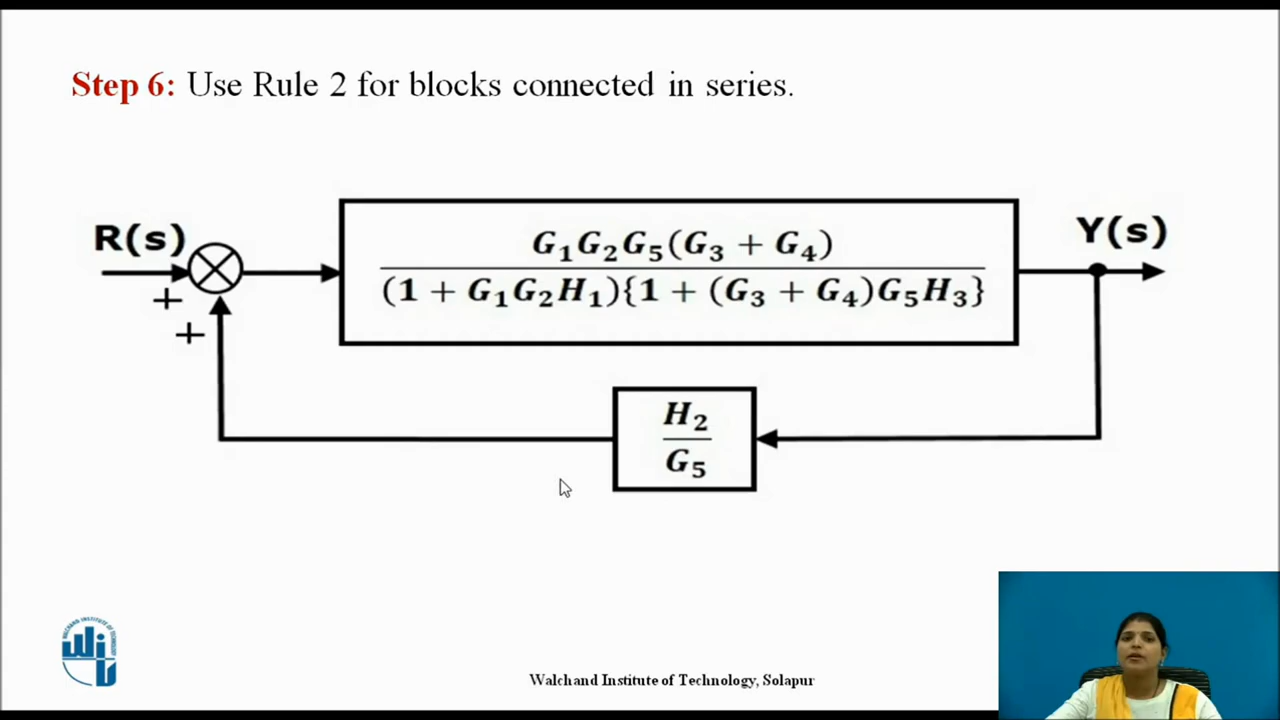 Step 6: Use Rule 2 for blocks connected in series.
R(s)
Y(s)
+
+
G₁G₂G₅(G₃ + G₄)
(1 + G₁G₂H₁){1 + (G₃ + G₄)G₅H₃}
H₂
G₅
Walchand Institute of Technology, Solapur